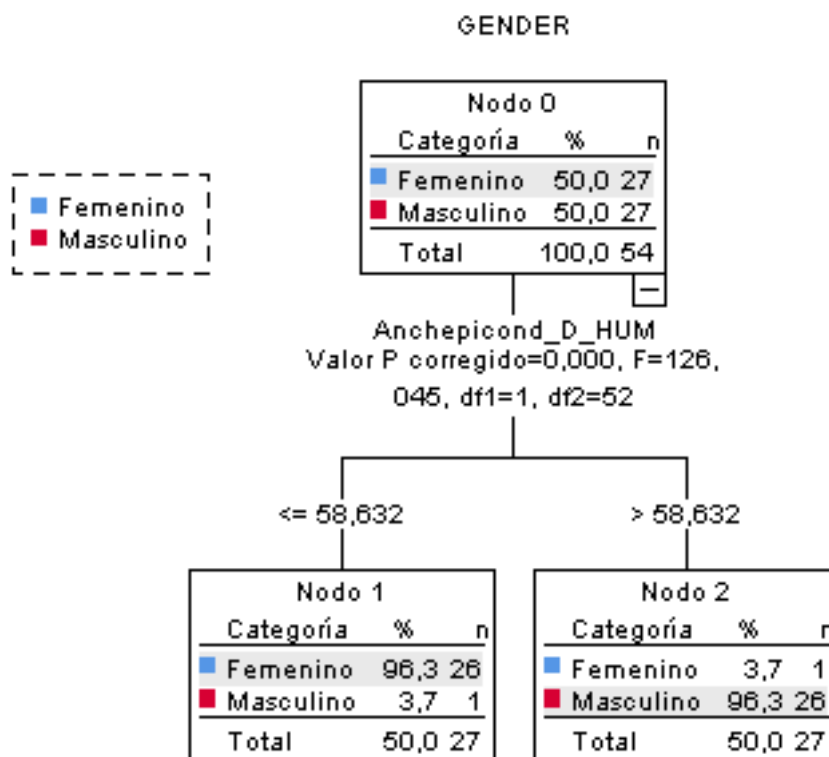 GENDER
Nodo 0
Categoría % n
Femenino 50,0 27
Masculino 50,0 27
Total 100,0 54
Femenino
Masculino
Anchepicond_D_HUM
Valor P corregido=0,000, F=126,
045, df1=1, df2=52
<= 58,632
> 58,632
Nodo 1
Categoría % n
Femenino 96,3 26
Masculino 3,7 1
Total 50,0 27
Nodo 2
Categoría % n
Femenino 3,7 1
Masculino 96,3 26
Total 50,0 27